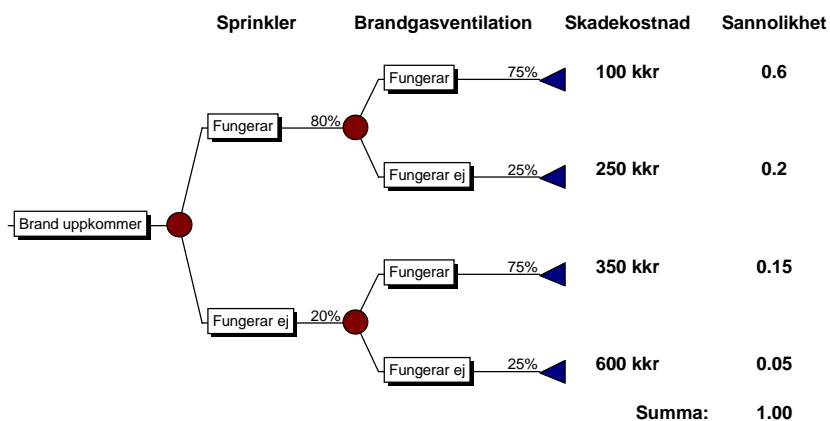 Sprinkler Brandgasventilation Skadekostnad Sannolikhet
Fungerar 75% 100 kkr 0.6
Fungerar 80%
Fungerar ej 25% 250 kkr 0.2
Brand uppkommer
Fungerar 75% 350 kkr 0.15
Fungerar ej 20%
Fungerar ej 25% 600 kkr 0.05
Summa: 1.00